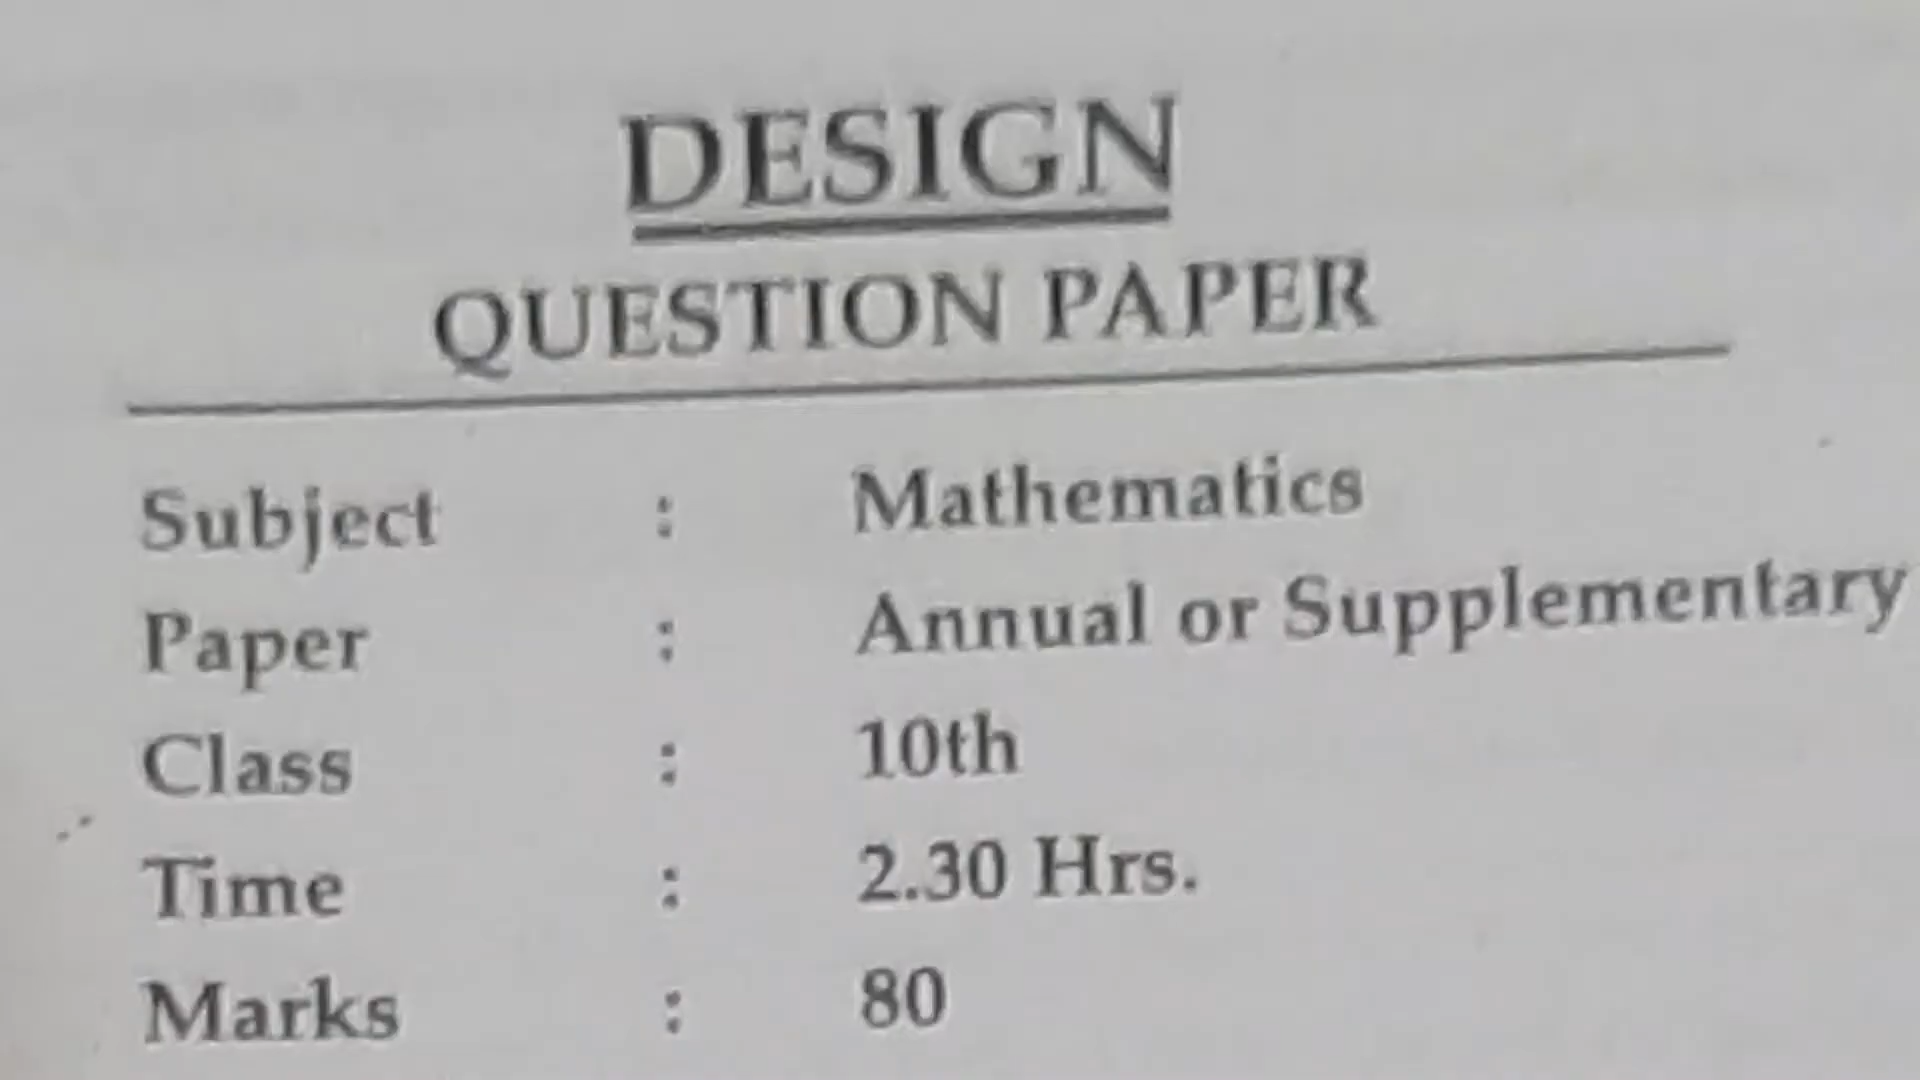 DESIGN
QUESTION PAPER
Subject : Mathematics
Paper : Annual or Supplementary
Class : 10th
Time : 2.30 Hrs.
Marks : 80